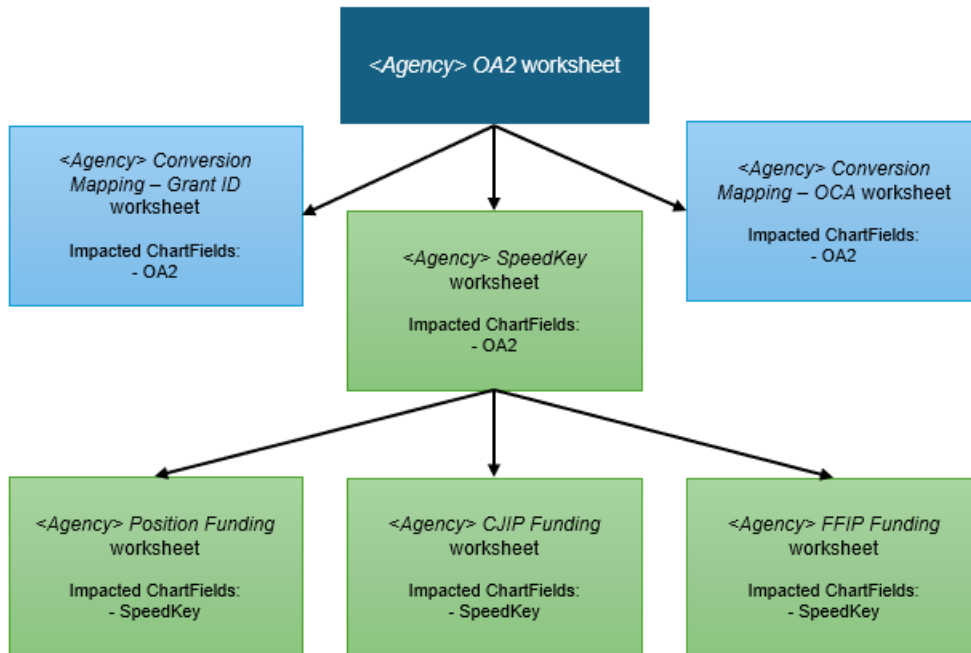 <Agency> OA2 worksheet
<Agency> Conversion
Mapping – Grant ID
worksheet
Impacted ChartFields:
- OA2
<Agency> SpeedKey
worksheet
Impacted ChartFields:
- OA2
<Agency> Conversion
Mapping – OCA worksheet
Impacted ChartFields:
- OA2
<Agency> Position Funding
worksheet
Impacted ChartFields:
- SpeedKey
<Agency> CJIP Funding
worksheet
Impacted ChartFields:
- SpeedKey
<Agency> FFIP Funding
worksheet
Impacted ChartFields:
- SpeedKey